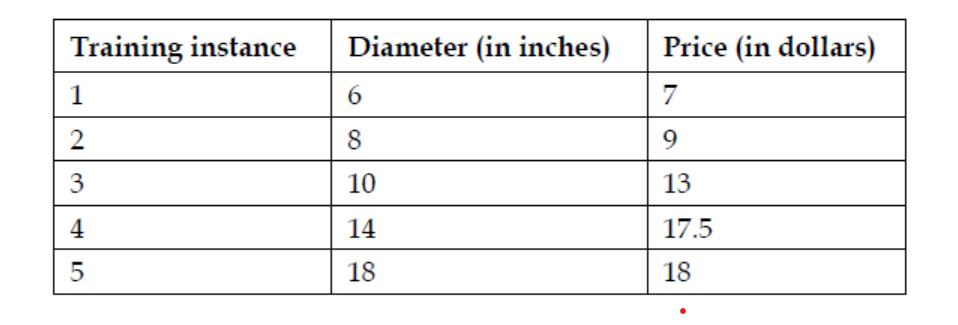 Training instance Diameter (in inches) Price (in dollars)
1 6 7
2 8 9
3 10 13
4 14 17.5
5 18 18